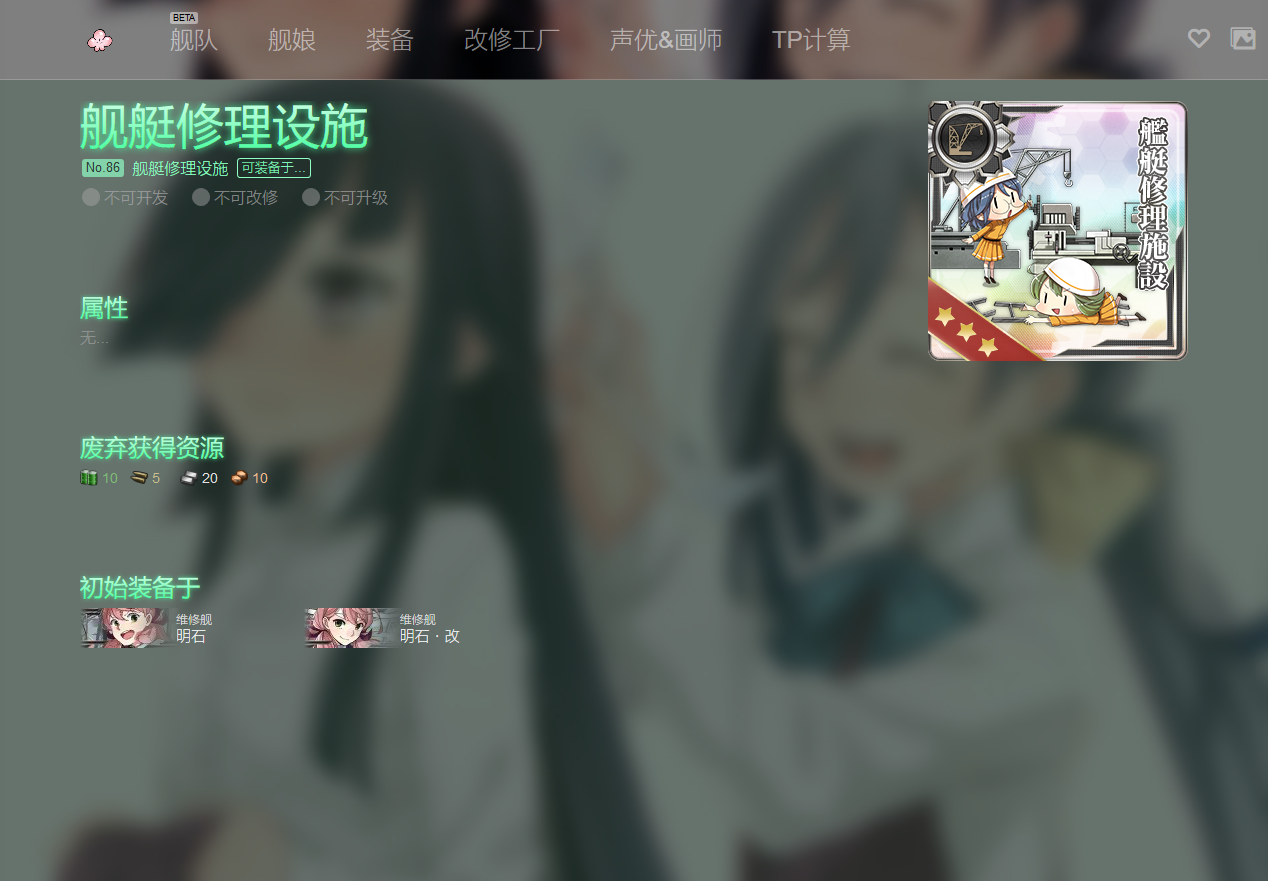 BETA
舰队 舰娘 装备 改修工厂 声优&画师 TP计算
舰艇修理设施
No.86 舰艇修理设施 可装备于...
不可开发 不可改修 不可升级
艦艇修理施設
属性
无...
废弃获得资源
10 5 20 10
初始装备于
维修舰 维修舰
明石 明石 · 改